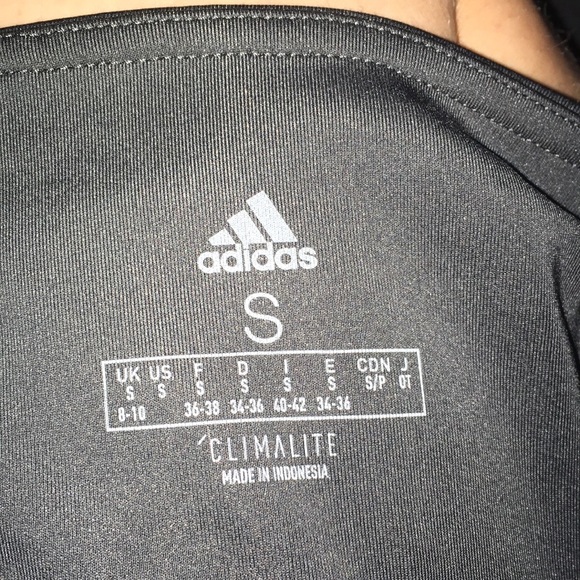 adidas
S
UK US F D I E CDN J
S S S S S S S/P OT
8-10 36-38 34-36 40-42 34-36
CLIMALITE
MADE IN INDONESIA